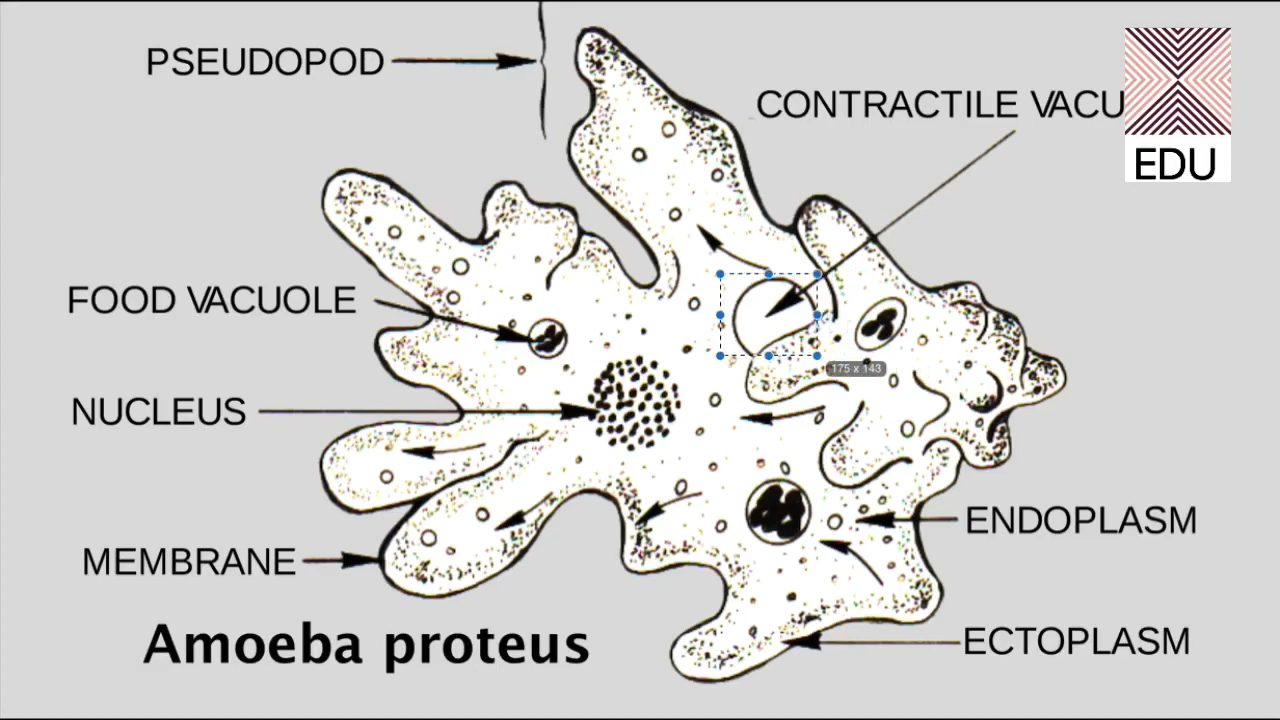 PSEUDOPOD
CONTRACTILE VACU
EDU
FOOD VACUOLE
175 x 143
NUCLEUS
ENDOPLASM
MEMBRANE
Amoeba proteus
ECTOPLASM